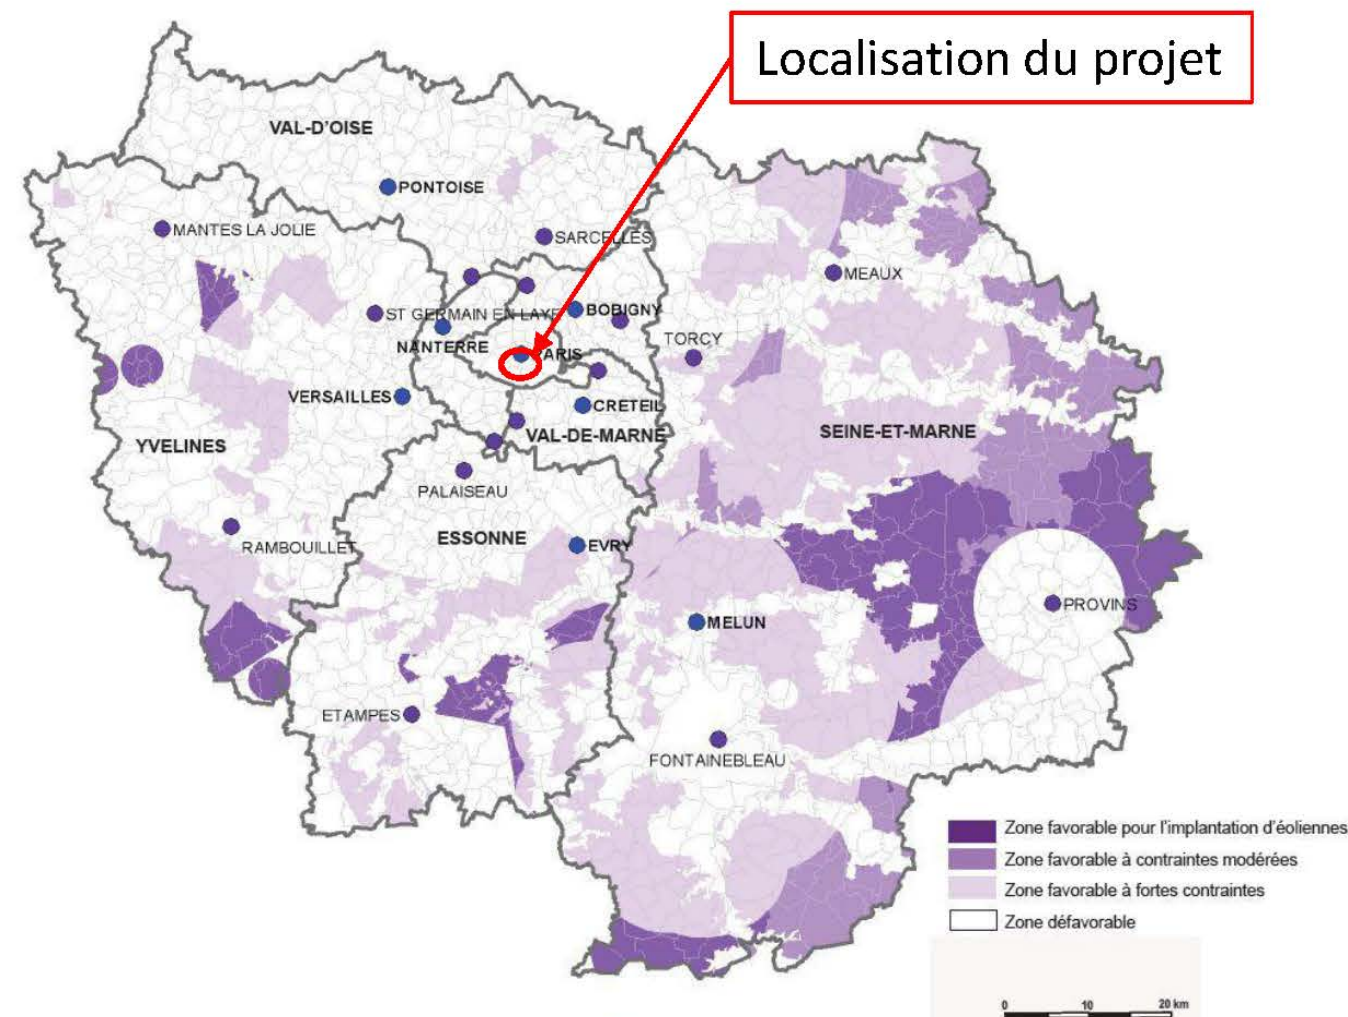 Localisation du projet
VAL-D'OISE
PONTOISE
MANTES LA JOLIE
SARCELLES
MEAUX
ST GERMAIN EN LAYE
BOBIGNY
NANTERRE
PARIS
TORCY
VERSAILLES
CRETEIL
VAL-DE-MARNE
SEINE-ET-MARNE
YVELINES
PALAISEAU
ESSONNE
RAMBOUILLET
EVRY
PROVINS
MELUN
ETAMPES
FONTAINEBLEAU
Zone favorable pour l'implantation d'éoliennes
Zone favorable à contraintes modérées
Zone favorable à fortes contraintes
Zone défavorable
0 10 20 km